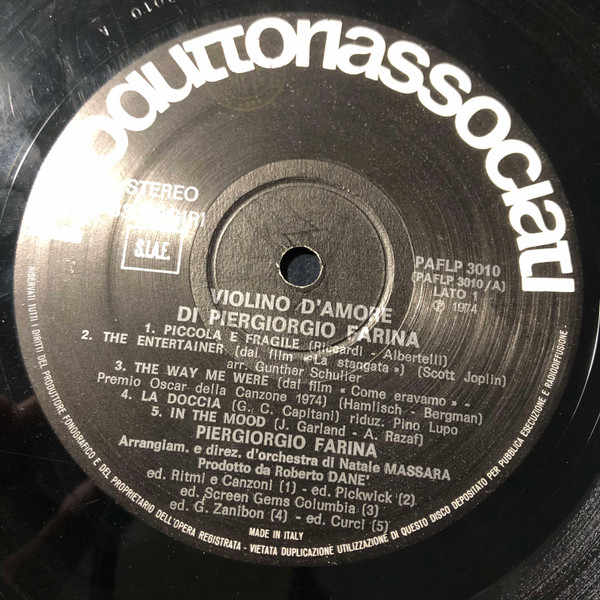 oduttoriassociati
STEREO
S.I.A.E.
PAFLP 3010
(PAFLP 3010/A)
LATO 1
℗ 1974
VIOLINO D'AMORE
DI PIERGIORGIO FARINA
1. PICCOLA E FRAGILE (Riccardi - Albertelli)
2. THE ENTERTAINER (dal film «La stangata») (Scott Joplin)
arr. Gunther Schuller
3. THE WAY ME WERE (dal film « Come eravamo » -
Premio Oscar della Canzone 1974) (Hamlisch - Bergman)
4. LA DOCCIA (G. C. Capitani) riduz. Pino Lupo
5. IN THE MOOD (J. Garland - A. Razaf)
PIERGIORGIO FARINA
Arrangiam. e direz. d'orchestra di Natale MASSARA
Prodotto da Roberto DANE'
ed. Ritmi e Canzoni (1) - ed. Pickwick (2)
ed. Screen Gems Columbia (3)
ed. G. Zanibon (4) - ed. Curci (5)
MADE IN ITALY
RISERVATI TUTTI I DIRITTI DEL PRODUTTORE FONOGRAFICO E DEL PROPRIETARIO DELL'OPERA REGISTRATA - VIETATA DUPLICAZIONE UTILIZZAZIONE DI QUESTO DISCO DEPOSITATO PER PUBBLICA ESECUZIONE E RADIODIFFUSIONE.